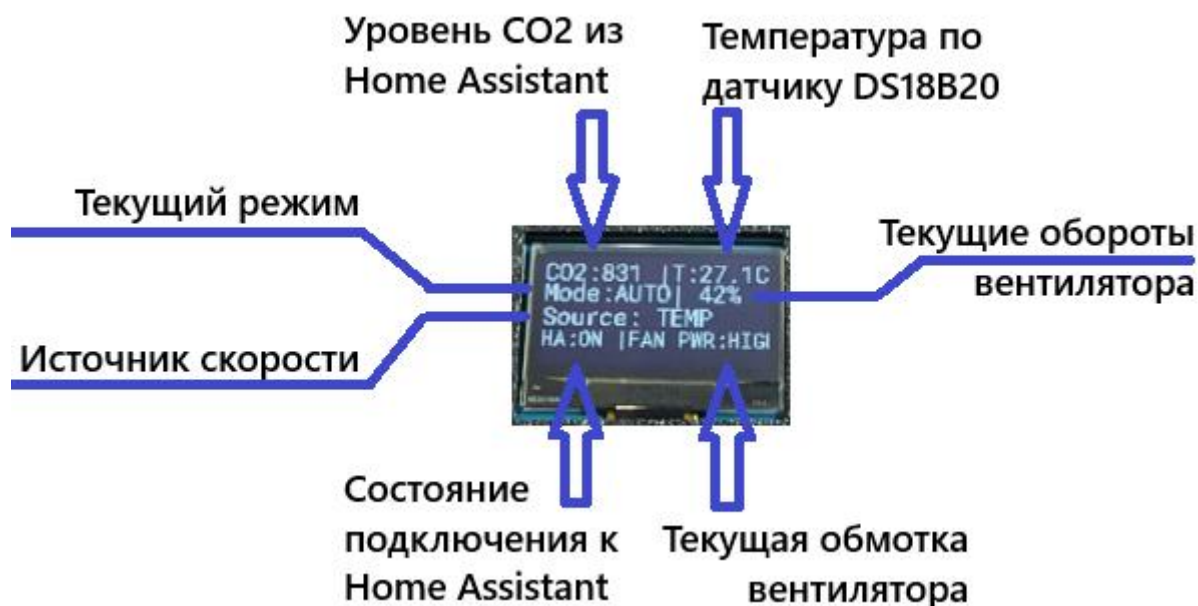 Уровень CO2 из
Home Assistant
Температура по
датчику DS18B20
Текущий режим
Текущие обороты
вентилятора
CO2:831 |T:27.1C
Mode:AUTO| 42%
Source: TEMP
HA:ON |FAN PWR:HIGH
Источник скорости
Состояние
подключения к
Home Assistant
Текущая обмотка
вентилятора